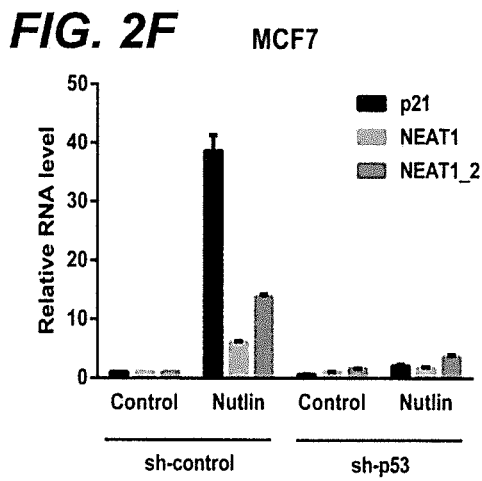 FIG. 2F
MCF7
Relative RNA level
50
40
30
20
10
0
p21
NEAT1
NEAT1_2
Control
Nutlin
Control
Nutlin
sh-control
sh-p53